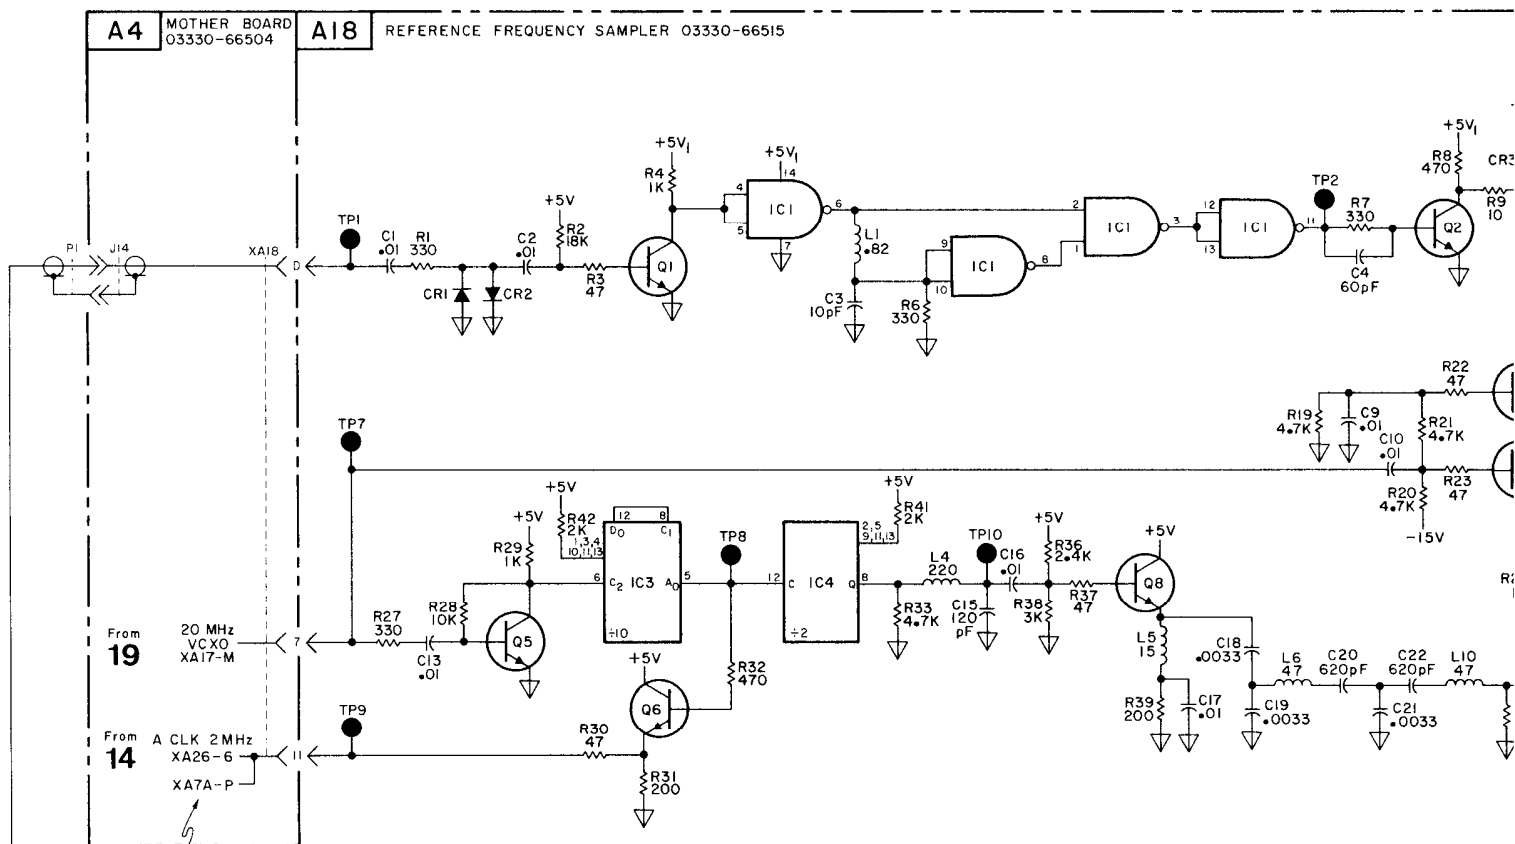 A4
MOTHER BOARD
03330-66504
A18
REFERENCE FREQUENCY SAMPLER 03330-66515
P1
J14
XA18
D
TP1
C1
.01
R1
330
CR1
CR2
C2
.01
+5V
R2
18K
R3
47
Q1
R4
1K
+5V1
+5V1
14
4
5
IC1
6
7
L1
.82
C3
10pF
R6
330
9
10
IC1
8
2
1
IC1
3
12
13
IC1
11
TP2
R7
330
C4
60pF
+5V1
R8
470
Q2
CR3
R9
10
R22
47
R19
4.7K
C9
.01
R21
4.7K
C10
.01
R23
47
R20
4.7K
-15V
TP7
From
19
20 MHz
VCXO
XA17-M
7
R27
330
C13
.01
R28
10K
R29
1K
+5V
Q5
+5V
R42
2K
1,3,4
10,11,13
12
8
D0
C1
6
C2
IC3
A0
5
÷10
TP8
R32
470
+5V
Q6
R30
47
R31
200
12
C
IC4
Q
8
÷2
2,5
9,11,13
+5V
R41
2K
R33
4.7K
L4
220
TP10
C15
120
pF
C16
.01
+5V
R36
2.4K
R38
3K
R37
47
+5V
Q8
L5
15
R39
200
C17
.01
C18
.0033
C19
.0033
L6
47
C20
620pF
C21
.0033
C22
620pF
L10
47
From
14
A CLK 2MHz
XA26-6
XA7A-P
11
TP9